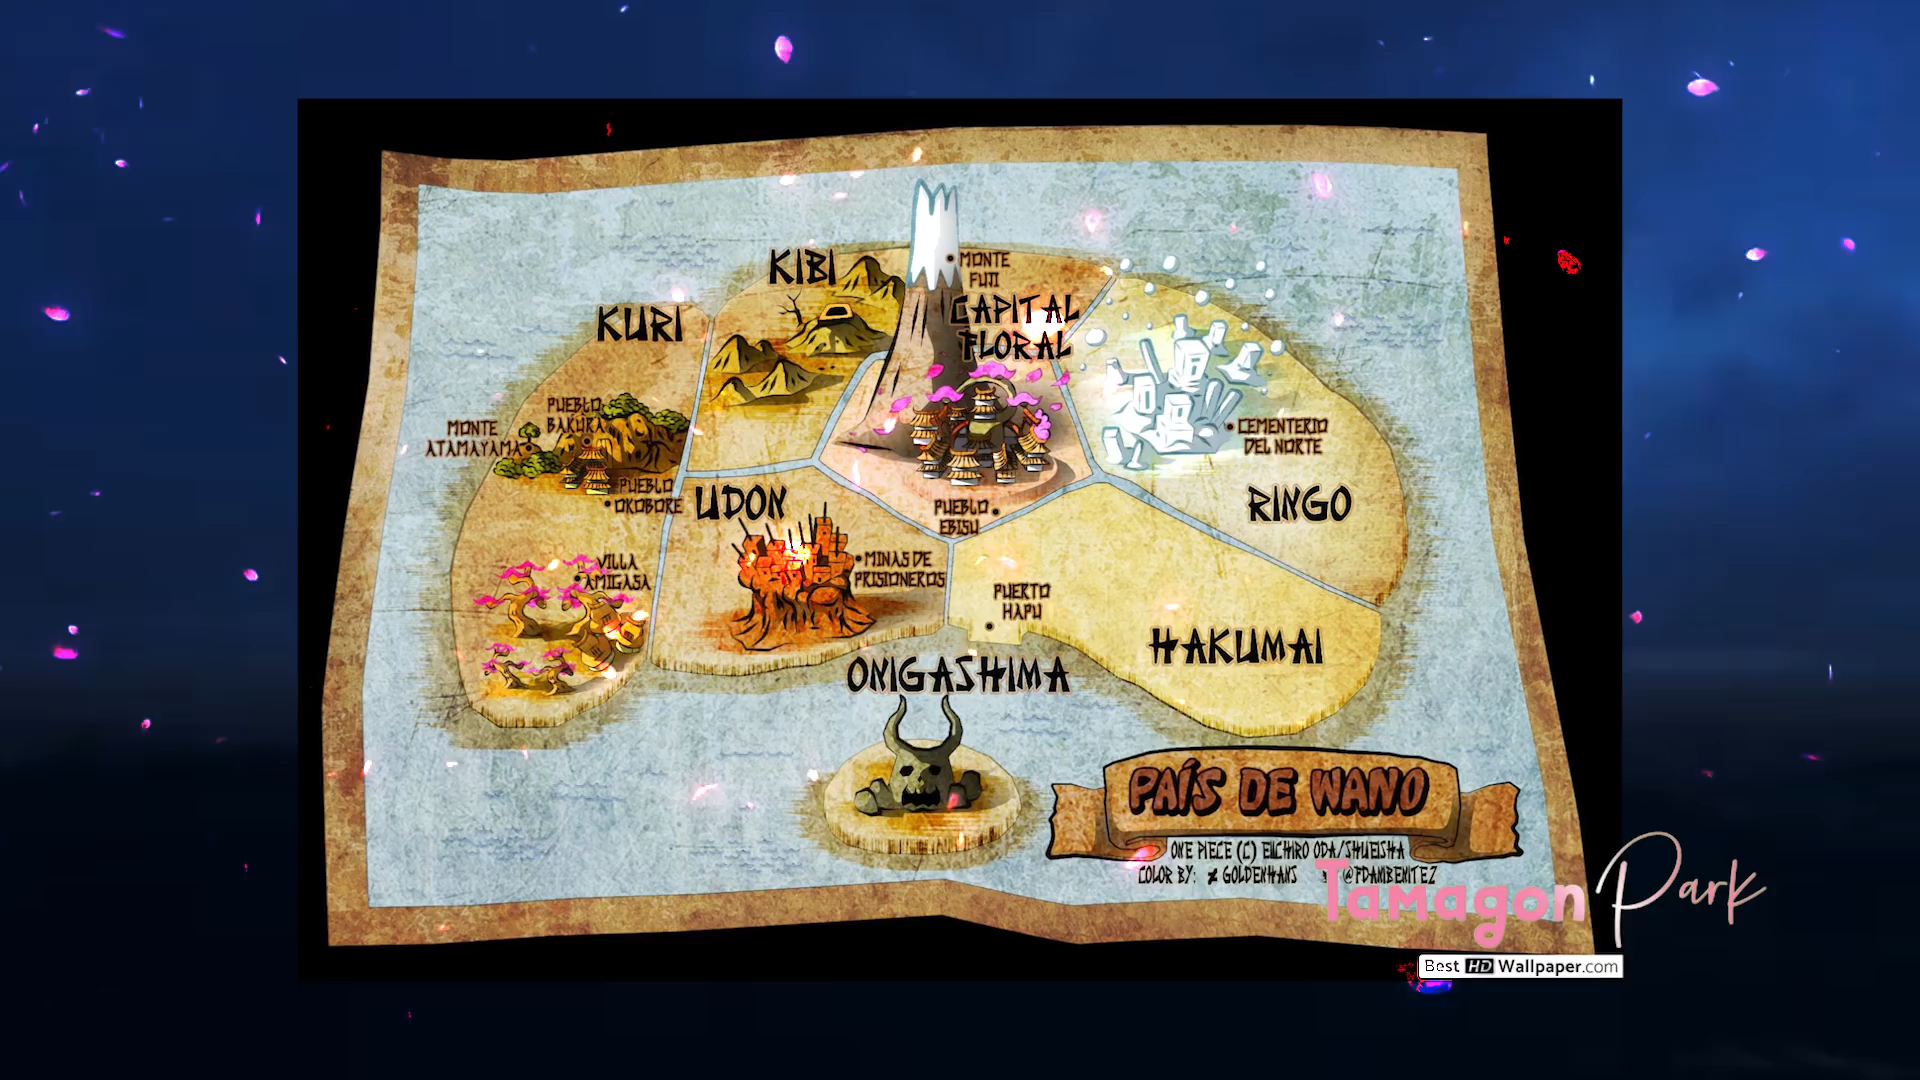 KIBI
MONTE
FUJI
KURI
CAPITAL
FLORAL
PUEBLO
BAKURA
MONTE
ATAMAYAMA
CEMENTERIO
DEL NORTE
PUEBLO
OKOBORE
UDON
PUEBLO
EBISU
RINGO
VILLA
AMIGASA
MINAS DE
PRISIONEROS
PUERTO
HAPU
HAKUMAI
ONIGASHIMA
PAÍS DE WANO
ONE PIECE (C) EIICHIRO ODA/SHUEISHA
COLOR BY: GOLDENHANS @PDAMBENITEZ
Tamagon Park
Best HD Wallpaper.com